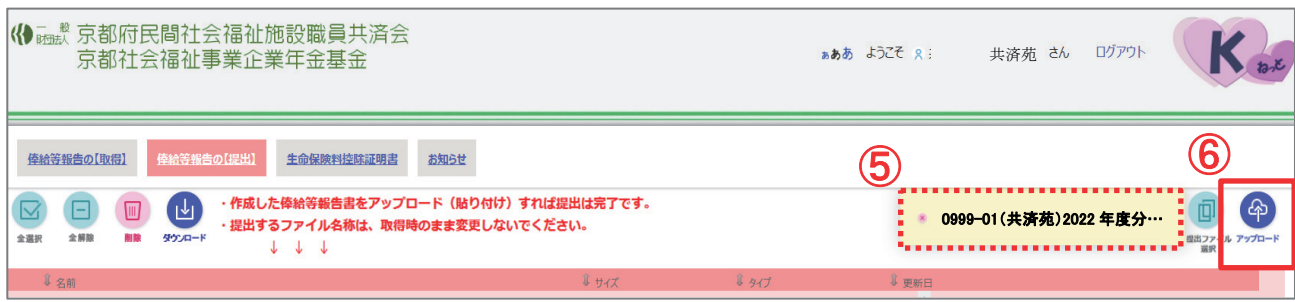 一般財団法人 京都府民間社会福祉施設職員共済会
京都社会福祉事業企業年金基金
ぁああ ようこそ 共済苑 さん ログアウト
K
ねっと
俸給等報告の【取得】 俸給等報告の【提出】 生命保険料控除証明書 お知らせ
⑤ ⑥
・作成した俸給等報告書をアップロード(貼り付け)すれば提出は完了です。
・提出するファイル名称は、取得時のまま変更しないでください。
↓ ↓ ↓
全選択 全解除 削除 ダウンロード
0999-01(共済苑)2022 年度分…
提出ファイル選択 アップロード
名前 サイズ タイプ 更新日